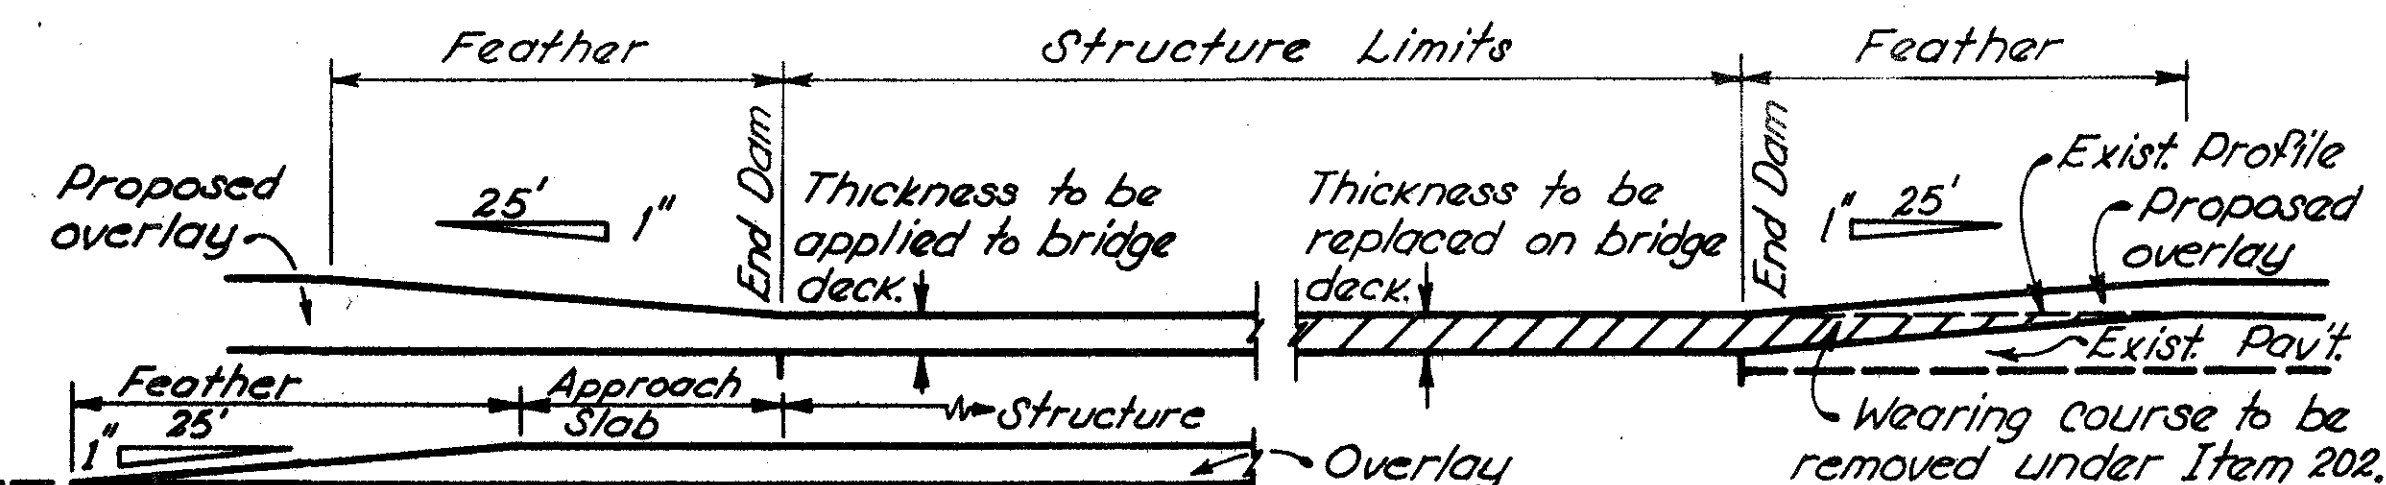 Feather
Structure Limits
Feather
Proposed
overlay
25' 1"
End Dam
Thickness to be
applied to bridge
deck.
Thickness to be
replaced on bridge
deck.
End Dam
1" 25'
Exist. Profile
Proposed
overlay
Exist. Pav't.
Feather
Approach
Slab
Structure
1" 25'
Overlay
Wearing course to be
removed under Item 202.